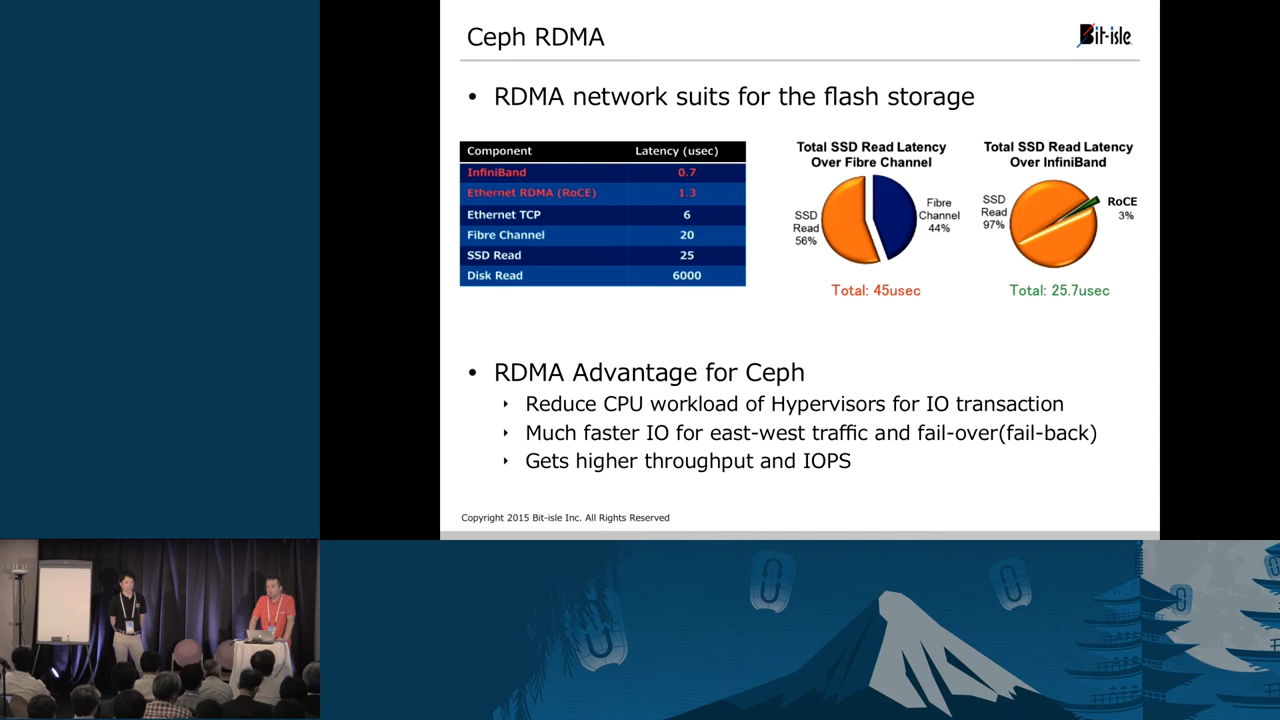 Ceph RDMA
Bit-isle
• RDMA network suits for the flash storage
Component Latency (usec)
InfiniBand 0.7
Ethernet RDMA (RoCE) 1.3
Ethernet TCP 6
Fibre Channel 20
SSD Read 25
Disk Read 6000
Total SSD Read Latency
Over Fibre Channel
SSD
Read
56%
Fibre
Channel
44%
Total: 45usec
Total SSD Read Latency
Over InfiniBand
SSD
Read
97%
RoCE
3%
Total: 25.7usec
• RDMA Advantage for Ceph
‣ Reduce CPU workload of Hypervisors for IO transaction
‣ Much faster IO for east-west traffic and fail-over(fail-back)
‣ Gets higher throughput and IOPS
Copyright 2015 Bit-isle Inc. All Rights Reserved